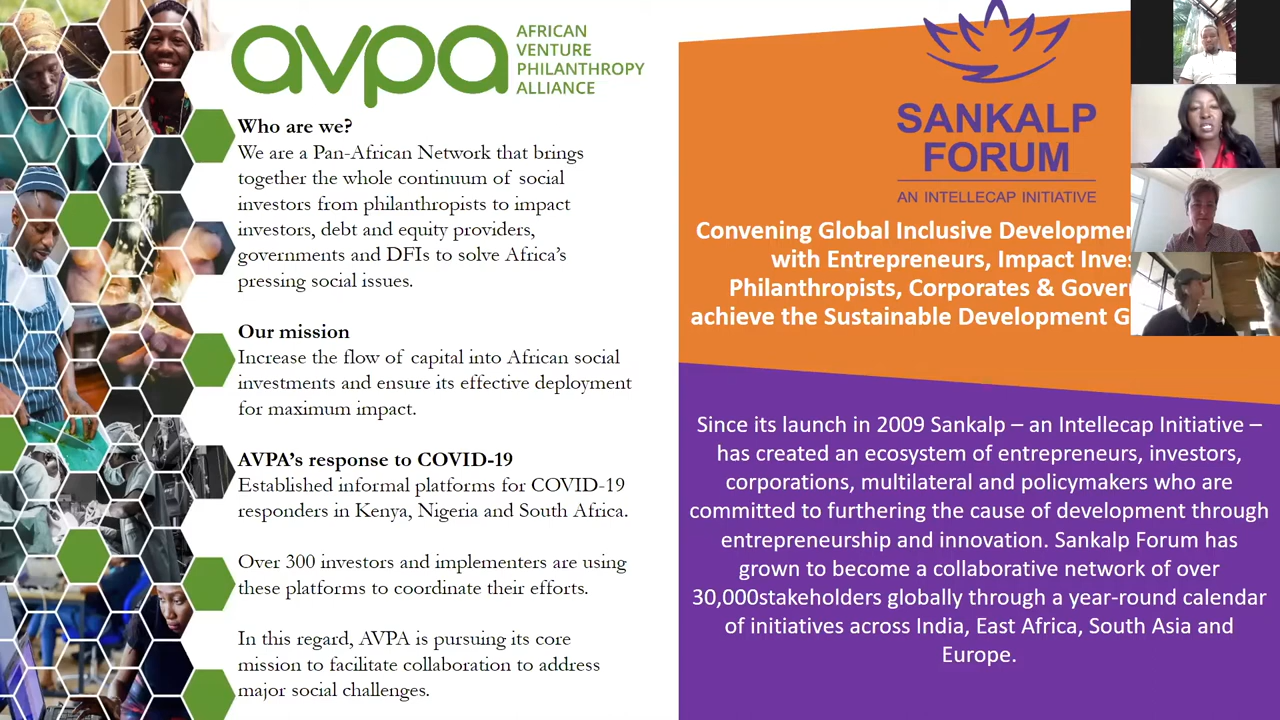 avpa
AFRICAN
VENTURE
PHILANTHROPY
ALLIANCE
Who are we?
We are a Pan-African Network that brings
together the whole continuum of social
investors from philanthropists to impact
investors, debt and equity providers,
governments and DFIs to solve Africa's
pressing social issues.
Our mission
Increase the flow of capital into African social
investments and ensure its effective deployment
for maximum impact.
AVPA's response to COVID-19
Established informal platforms for COVID-19
responders in Kenya, Nigeria and South Africa.
Over 300 investors and implementers are using
these platforms to coordinate their efforts.
In this regard, AVPA is pursuing its core
mission to facilitate collaboration to address
major social challenges.
SANKALP
FORUM
AN INTELLECAP INITIATIVE
Convening Global Inclusive
with Entrepreneurs, Impact
Philanthropists, Corporates &
achieve the Sustainable Development
Since its launch in 2009 Sankalp – an Intellecap Initiative –
has created an ecosystem of entrepreneurs, investors,
corporations, multilateral and policymakers who are
committed to furthering the cause of development through
entrepreneurship and innovation. Sankalp Forum has
grown to become a collaborative network of over
30,000stakeholders globally through a year-round calendar
of initiatives across India, East Africa, South Asia and
Europe.